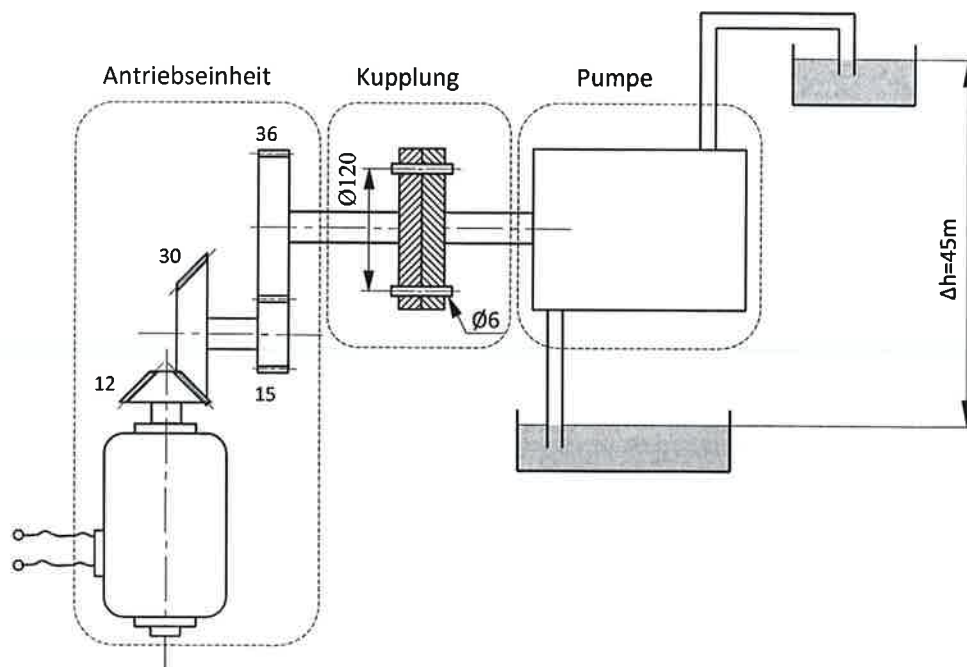 Antriebseinheit
Kupplung
Pumpe
36
Ø120
30
Δh=45m
Ø6
12
15